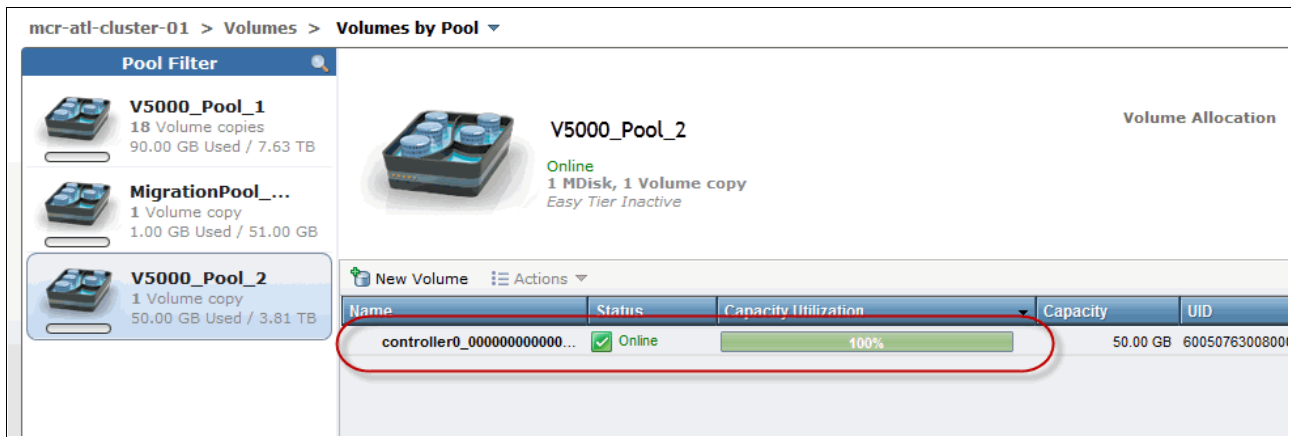 mcr-atl-cluster-01 > Volumes > Volumes by Pool
Pool Filter
V5000_Pool_1
18 Volume copies
90.00 GB Used / 7.63 TB
MigrationPool_...
1 Volume copy
1.00 GB Used / 51.00 GB
V5000_Pool_2
1 Volume copy
50.00 GB Used / 3.81 TB
V5000_Pool_2
Online
1 MDisk, 1 Volume copy
Easy Tier Inactive
Volume Allocation
New Volume Actions
Name Status Capacity Utilization Capacity UID
controller0_000000000000... Online 100% 50.00 GB 6005076300800